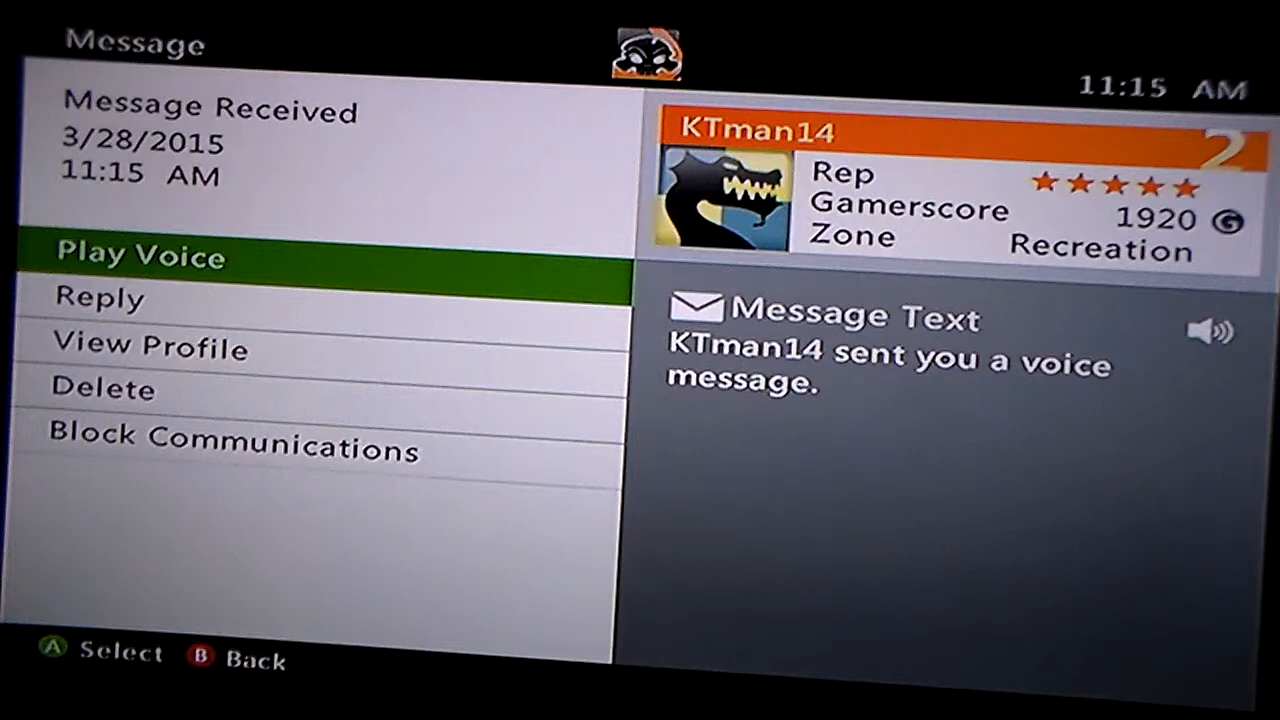 Message
11:15 AM
Message Received
3/28/2015
11:15 AM
Play Voice
Reply
View Profile
Delete
Block Communications
KTman14
2
Rep
Gamerscore 1920 G
Zone Recreation
Message Text
KTman14 sent you a voice
message.
A Select B Back